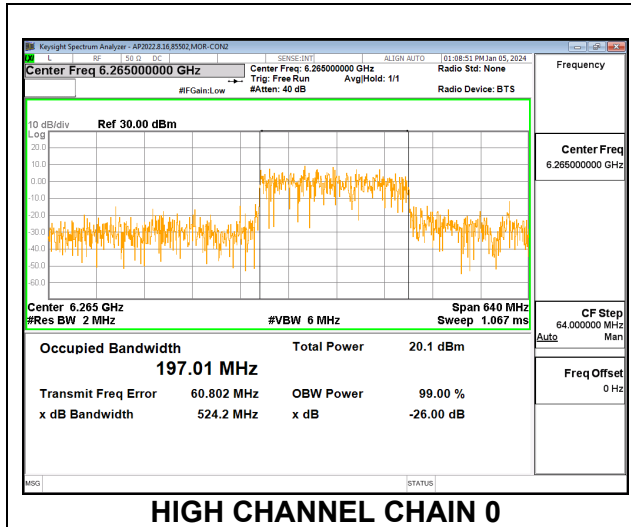 Keysight Spectrum Analyzer - AP2022.8.16,85502,MOR-CON2
L RF 50 Ω DC SENSE:INT ALIGN AUTO 01:08:51 PM Jan 05, 2024
Center Freq 6.265000000 GHz
Center Freq: 6.265000000 GHz Radio Std: None
Trig: Free Run Avg|Hold: 1/1
#IFGain:Low #Atten: 40 dB Radio Device: BTS
Frequency
10 dB/div Ref 30.00 dBm
Log
20.0
10.0
0.00
-10.0
-20.0
-30.0
-40.0
-50.0
-60.0
Center Freq
6.265000000 GHz
Center 6.265 GHz Span 640 MHz
#Res BW 2 MHz #VBW 6 MHz Sweep 1.067 ms
CF Step
64.000000 MHz
Auto Man
Freq Offset
0 Hz
Occupied Bandwidth Total Power 20.1 dBm
197.01 MHz
Transmit Freq Error 60.802 MHz OBW Power 99.00 %
x dB Bandwidth 524.2 MHz x dB -26.00 dB
MSG STATUS
HIGH CHANNEL CHAIN 0